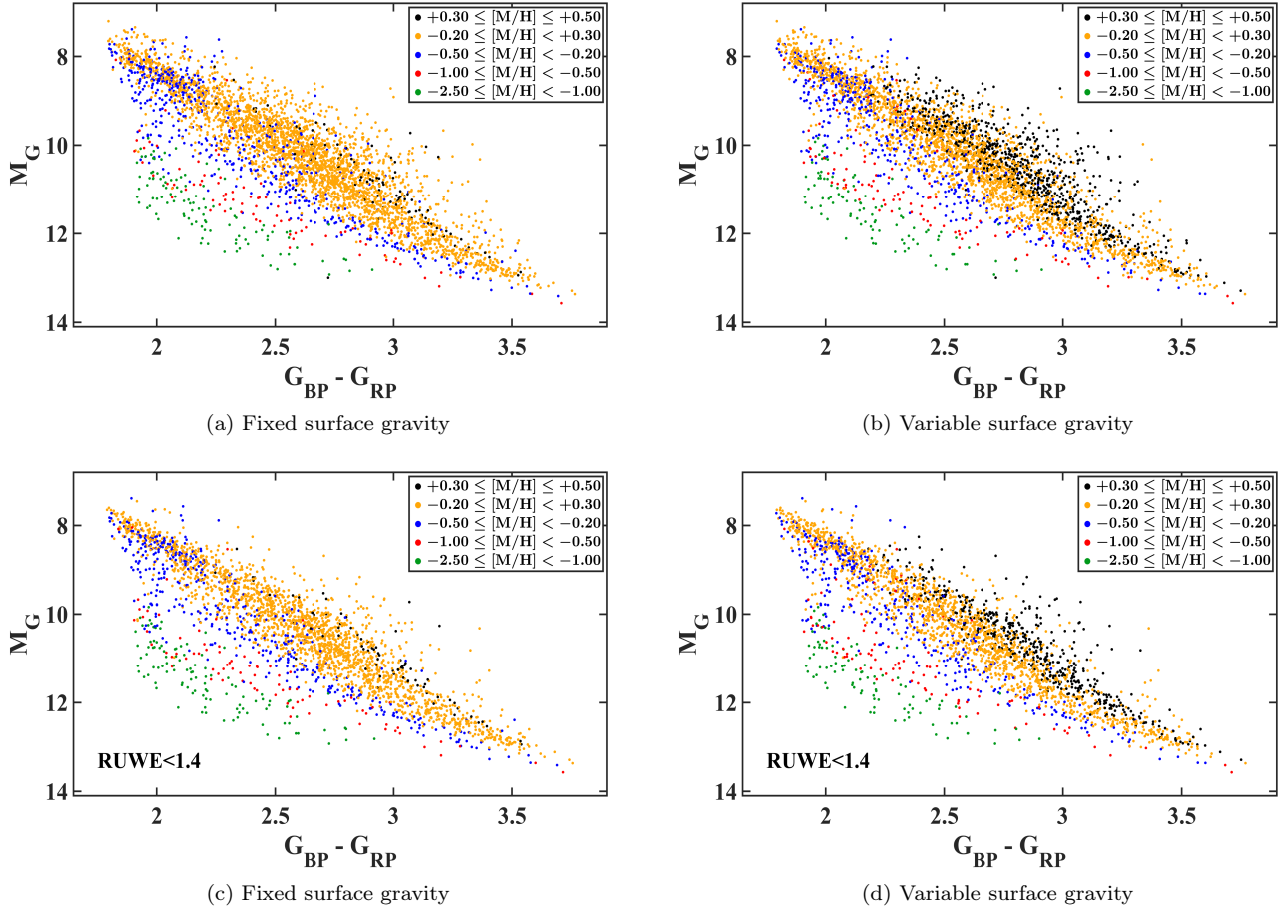 +0.30 ≤ [M/H] ≤ +0.50
−0.20 ≤ [M/H] < +0.30
−0.50 ≤ [M/H] < −0.20
−1.00 ≤ [M/H] < −0.50
−2.50 ≤ [M/H] < −1.00
8
10
12
14
M_G
2 2.5 3 3.5
G_BP - G_RP
(a) Fixed surface gravity
+0.30 ≤ [M/H] ≤ +0.50
−0.20 ≤ [M/H] < +0.30
−0.50 ≤ [M/H] < −0.20
−1.00 ≤ [M/H] < −0.50
−2.50 ≤ [M/H] < −1.00
8
10
12
14
M_G
2 2.5 3 3.5
G_BP - G_RP
(b) Variable surface gravity
+0.30 ≤ [M/H] ≤ +0.50
−0.20 ≤ [M/H] < +0.30
−0.50 ≤ [M/H] < −0.20
−1.00 ≤ [M/H] < −0.50
−2.50 ≤ [M/H] < −1.00
8
10
12
14
M_G
RUWE<1.4
2 2.5 3 3.5
G_BP - G_RP
(c) Fixed surface gravity
+0.30 ≤ [M/H] ≤ +0.50
−0.20 ≤ [M/H] < +0.30
−0.50 ≤ [M/H] < −0.20
−1.00 ≤ [M/H] < −0.50
−2.50 ≤ [M/H] < −1.00
8
10
12
14
M_G
RUWE<1.4
2 2.5 3 3.5
G_BP - G_RP
(d) Variable surface gravity